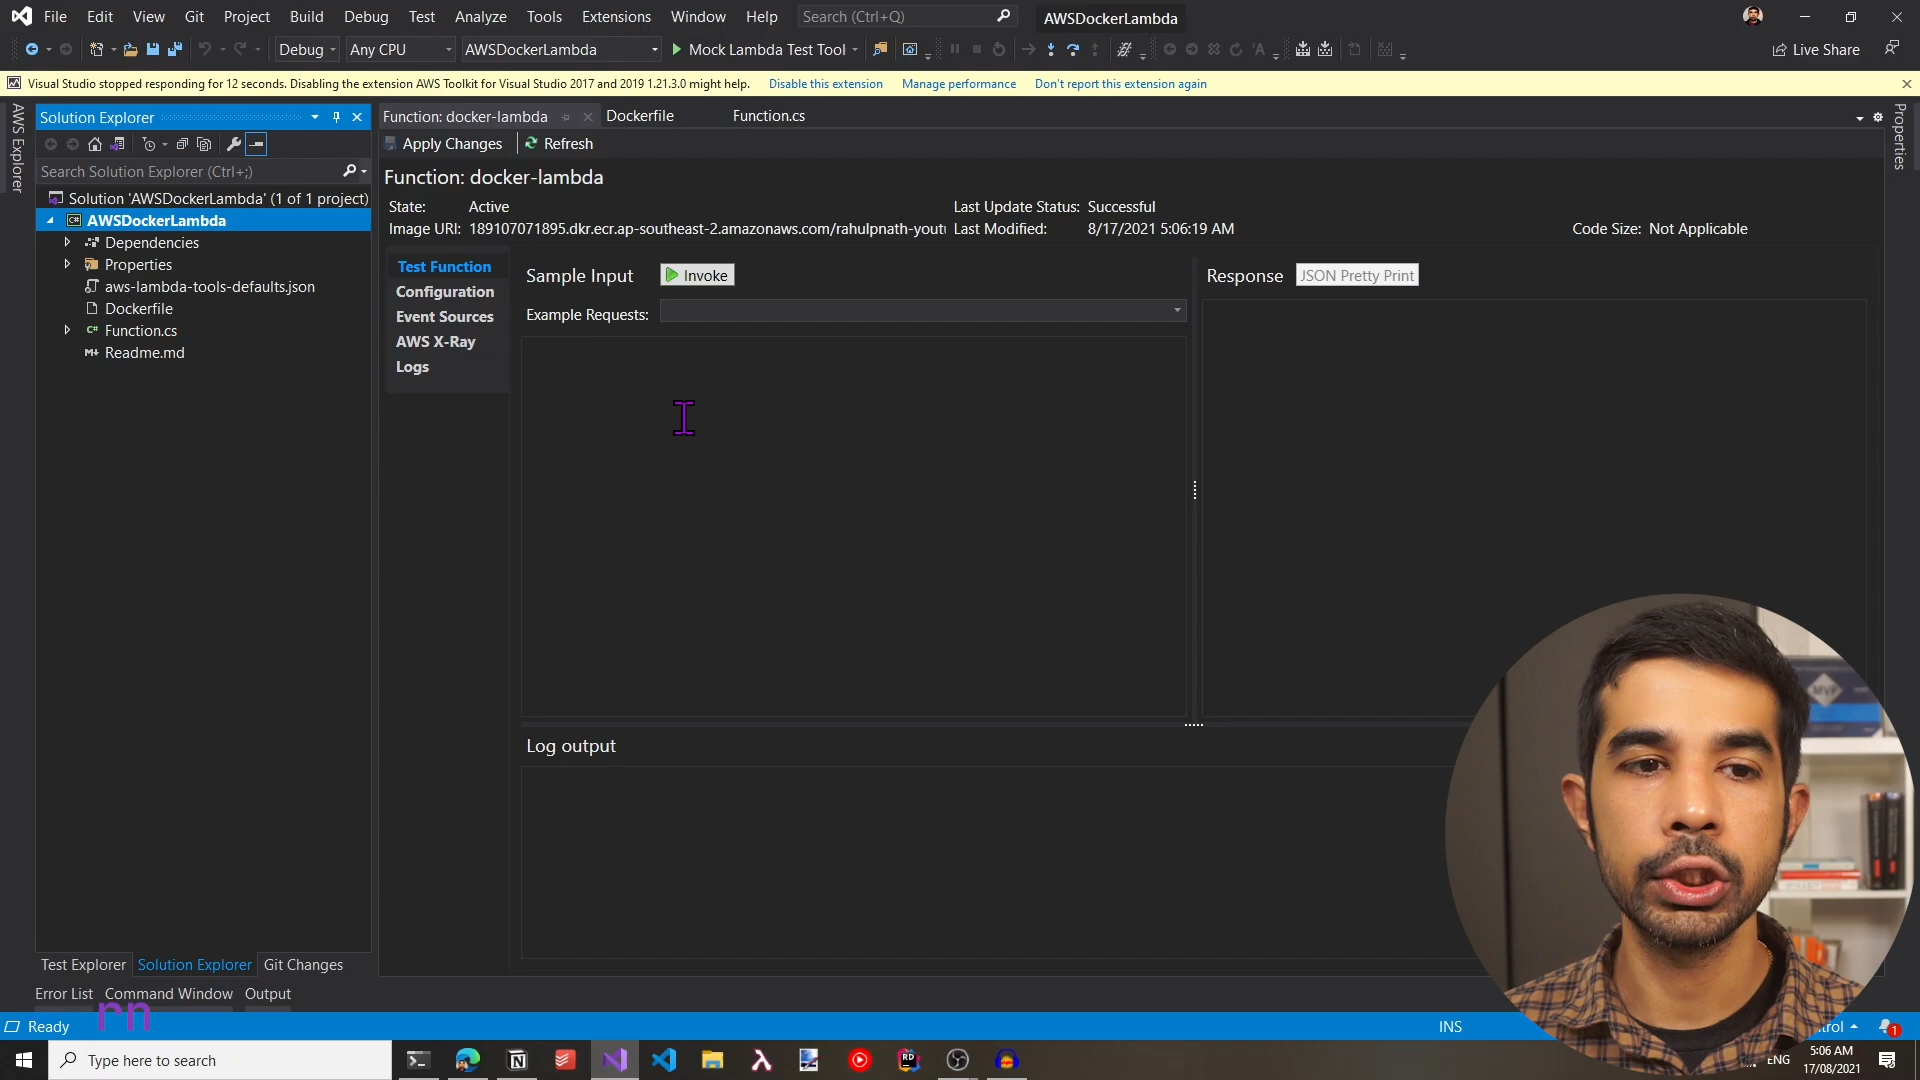 File Edit View Git Project Build Debug Test Analyze Tools Extensions Window Help Search (Ctrl+Q) AWSDockerLambda
Debug Any CPU AWSDockerLambda Mock Lambda Test Tool Live Share
Visual Studio stopped responding for 12 seconds. Disabling the extension AWS Toolkit for Visual Studio 2017 and 2019 1.21.3.0 might help. Disable this extension Manage performance Don't report this extension again
AWS Explorer
Solution Explorer
Search Solution Explorer (Ctrl+;)
Solution 'AWSDockerLambda' (1 of 1 project)
C# AWSDockerLambda
Dependencies
Properties
aws-lambda-tools-defaults.json
Dockerfile
C# Function.cs
M+ Readme.md
Test Explorer Solution Explorer Git Changes
Function: docker-lambda Dockerfile Function.cs
Properties
Apply Changes Refresh
Function: docker-lambda
State: Active Last Update Status: Successful
Image URI: 189107071895.dkr.ecr.ap-southeast-2.amazonaws.com/rahulpnath-youtu Last Modified: 8/17/2021 5:06:19 AM Code Size: Not Applicable
Test Function
Configuration
Event Sources
AWS X-Ray
Logs
Sample Input Invoke
Example Requests:
Response JSON Pretty Print
Log output
MVP
Error List Command Window Output
rn
Ready INS trol 1
Type here to search
N
RD
ENG 5:06 AM
17/08/2021